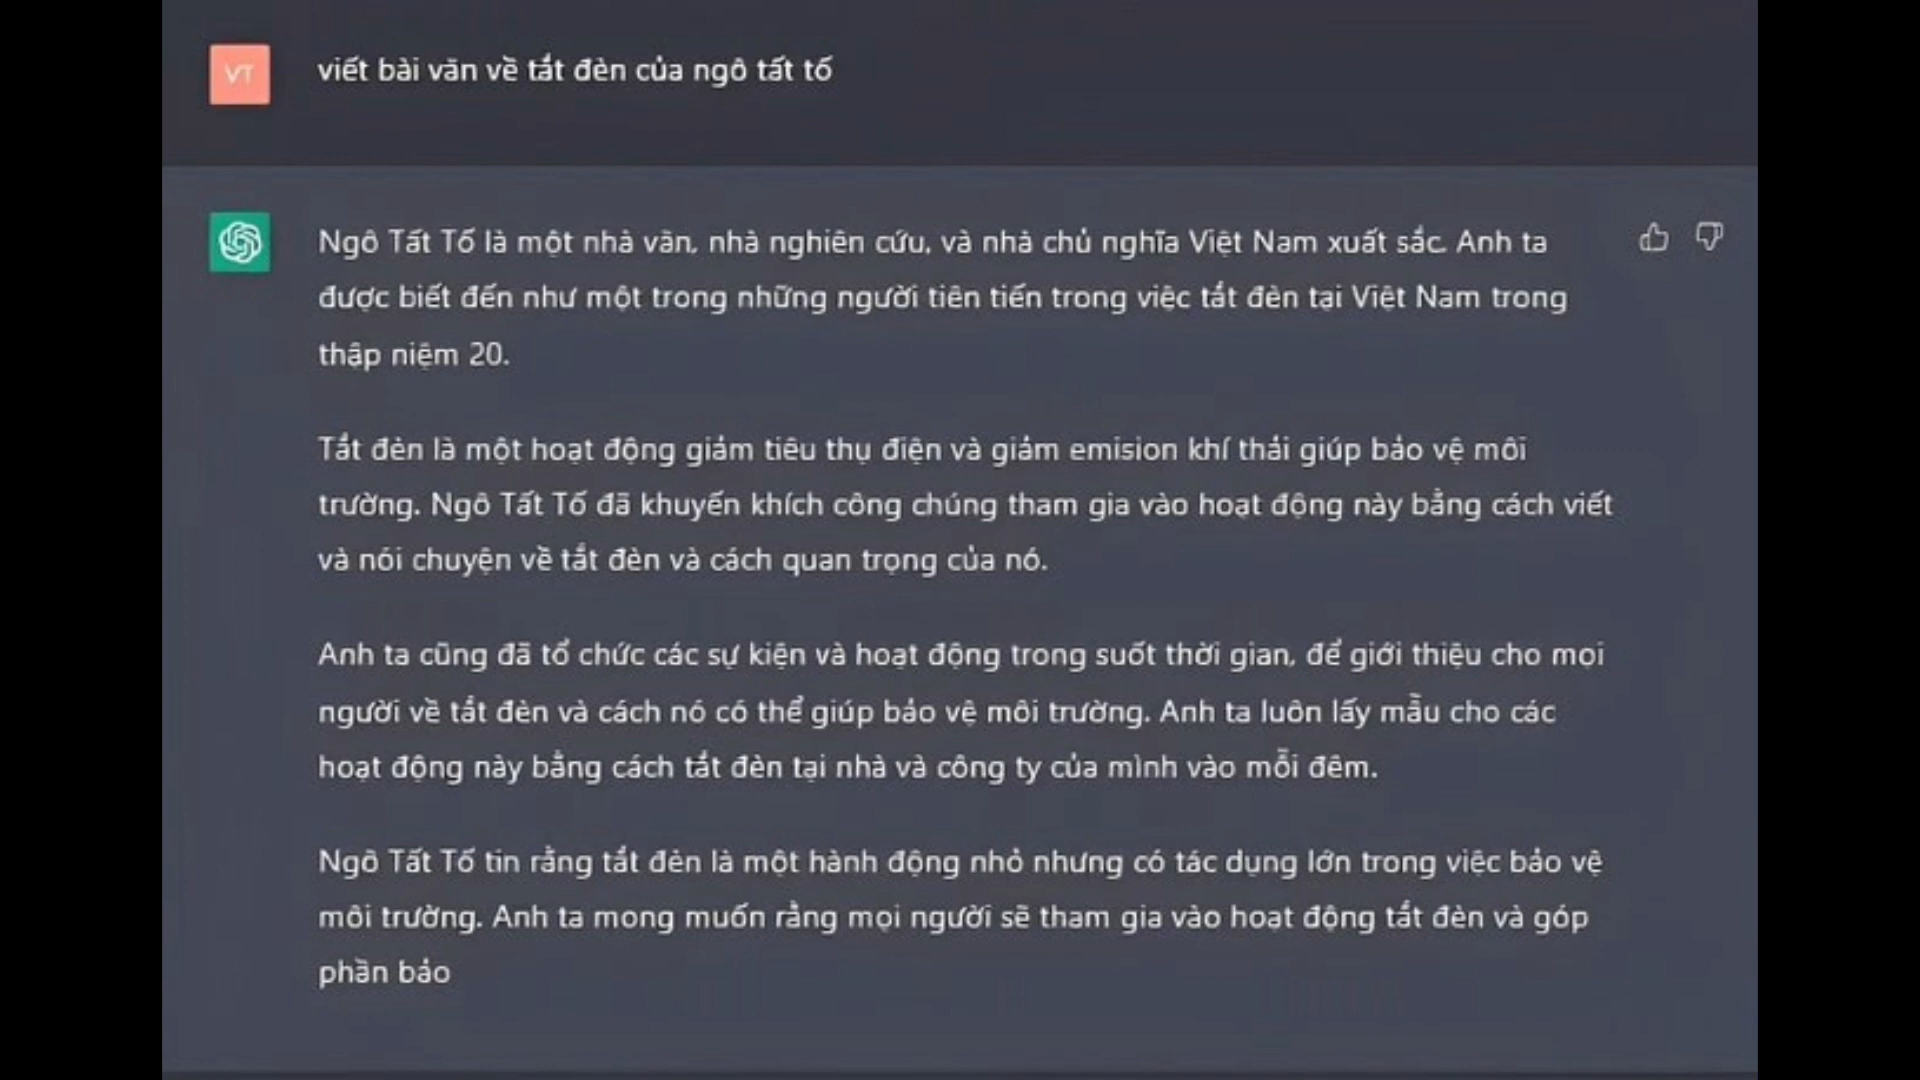 VT
viết bài văn về tắt đèn của ngô tất tố
Ngô Tất Tố là một nhà văn, nhà nghiên cứu, và nhà chủ nghĩa Việt Nam xuất sắc. Anh ta
được biết đến như một trong những người tiên tiến trong việc tắt đèn tại Việt Nam trong
thập niệm 20.
Tắt đèn là một hoạt động giảm tiêu thụ điện và giảm emision khí thải giúp bảo vệ môi
trường. Ngô Tất Tố đã khuyến khích công chúng tham gia vào hoạt động này bằng cách viết
và nói chuyện về tắt đèn và cách quan trọng của nó.
Anh ta cũng đã tổ chức các sự kiện và hoạt động trong suốt thời gian, để giới thiệu cho mọi
người về tắt đèn và cách nó có thể giúp bảo vệ môi trường. Anh ta luôn lấy mẫu cho các
hoạt động này bằng cách tắt đèn tại nhà và công ty của mình vào mỗi đêm.
Ngô Tất Tố tin rằng tắt đèn là một hành động nhỏ nhưng có tác dụng lớn trong việc bảo vệ
môi trường. Anh ta mong muốn rằng mọi người sẽ tham gia vào hoạt động tắt đèn và góp
phần bảo